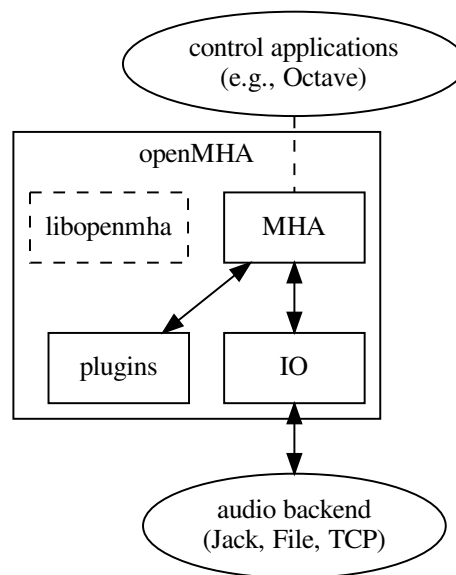 control applications
(e.g., Octave)
openMHA
libopenmha
MHA
plugins
IO
audio backend
(Jack, File, TCP)